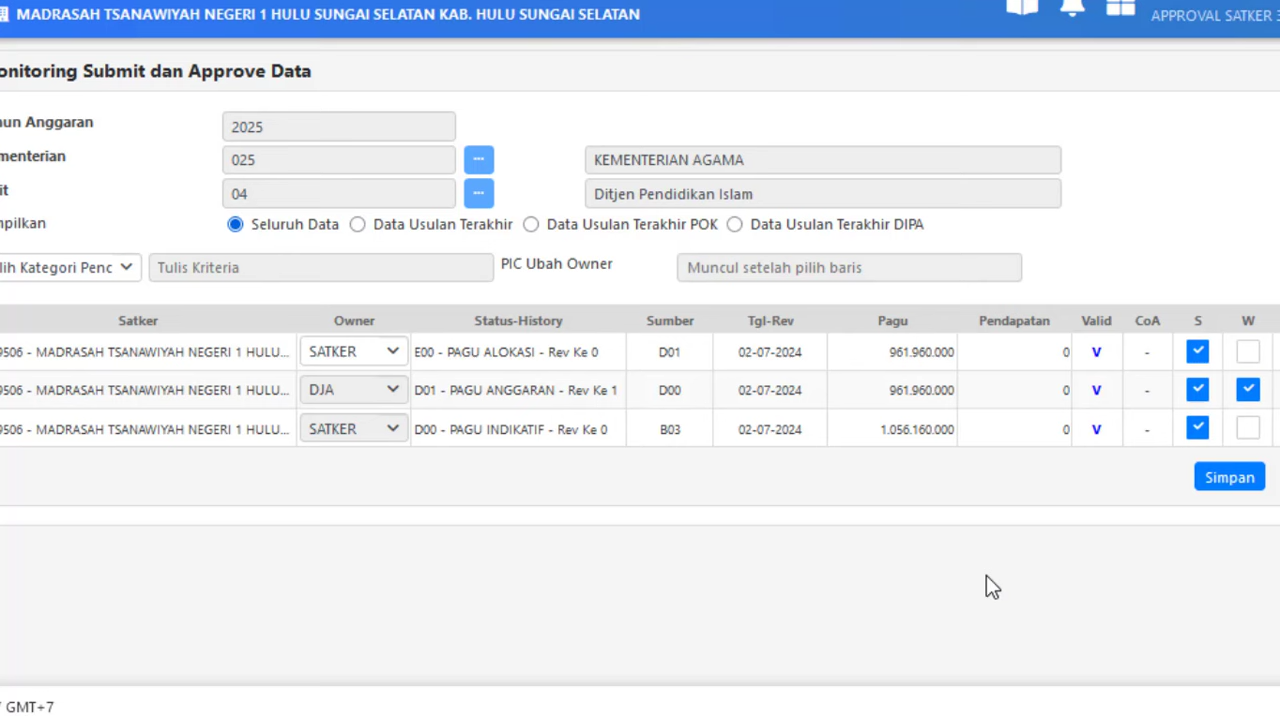 MADRASAH TSANAWIYAH NEGERI 1 HULU SUNGAI SELATAN KAB. HULU SUNGAI SELATAN
APPROVAL SATKER 3
onitoring Submit dan Approve Data
hun Anggaran 2025
menterian 025 ... KEMENTERIAN AGAMA
it 04 ... Ditjen Pendidikan Islam
mpilkan Seluruh Data Data Usulan Terakhir Data Usulan Terakhir POK Data Usulan Terakhir DIPA
lih Kategori Penc Tulis Kriteria PIC Ubah Owner Muncul setelah pilih baris
Satker Owner Status-History Sumber Tgl-Rev Pagu Pendapatan Valid CoA S W
9506 - MADRASAH TSANAWIYAH NEGERI 1 HULU... SATKER E00 - PAGU ALOKASI - Rev Ke 0 D01 02-07-2024 961.960.000 0 V -
9506 - MADRASAH TSANAWIYAH NEGERI 1 HULU... DJA D01 - PAGU ANGGARAN - Rev Ke 1 D00 02-07-2024 961.960.000 0 V -
9506 - MADRASAH TSANAWIYAH NEGERI 1 HULU... SATKER D00 - PAGU INDIKATIF - Rev Ke 0 B03 02-07-2024 1.056.160.000 0 V -
Simpan
GMT+7